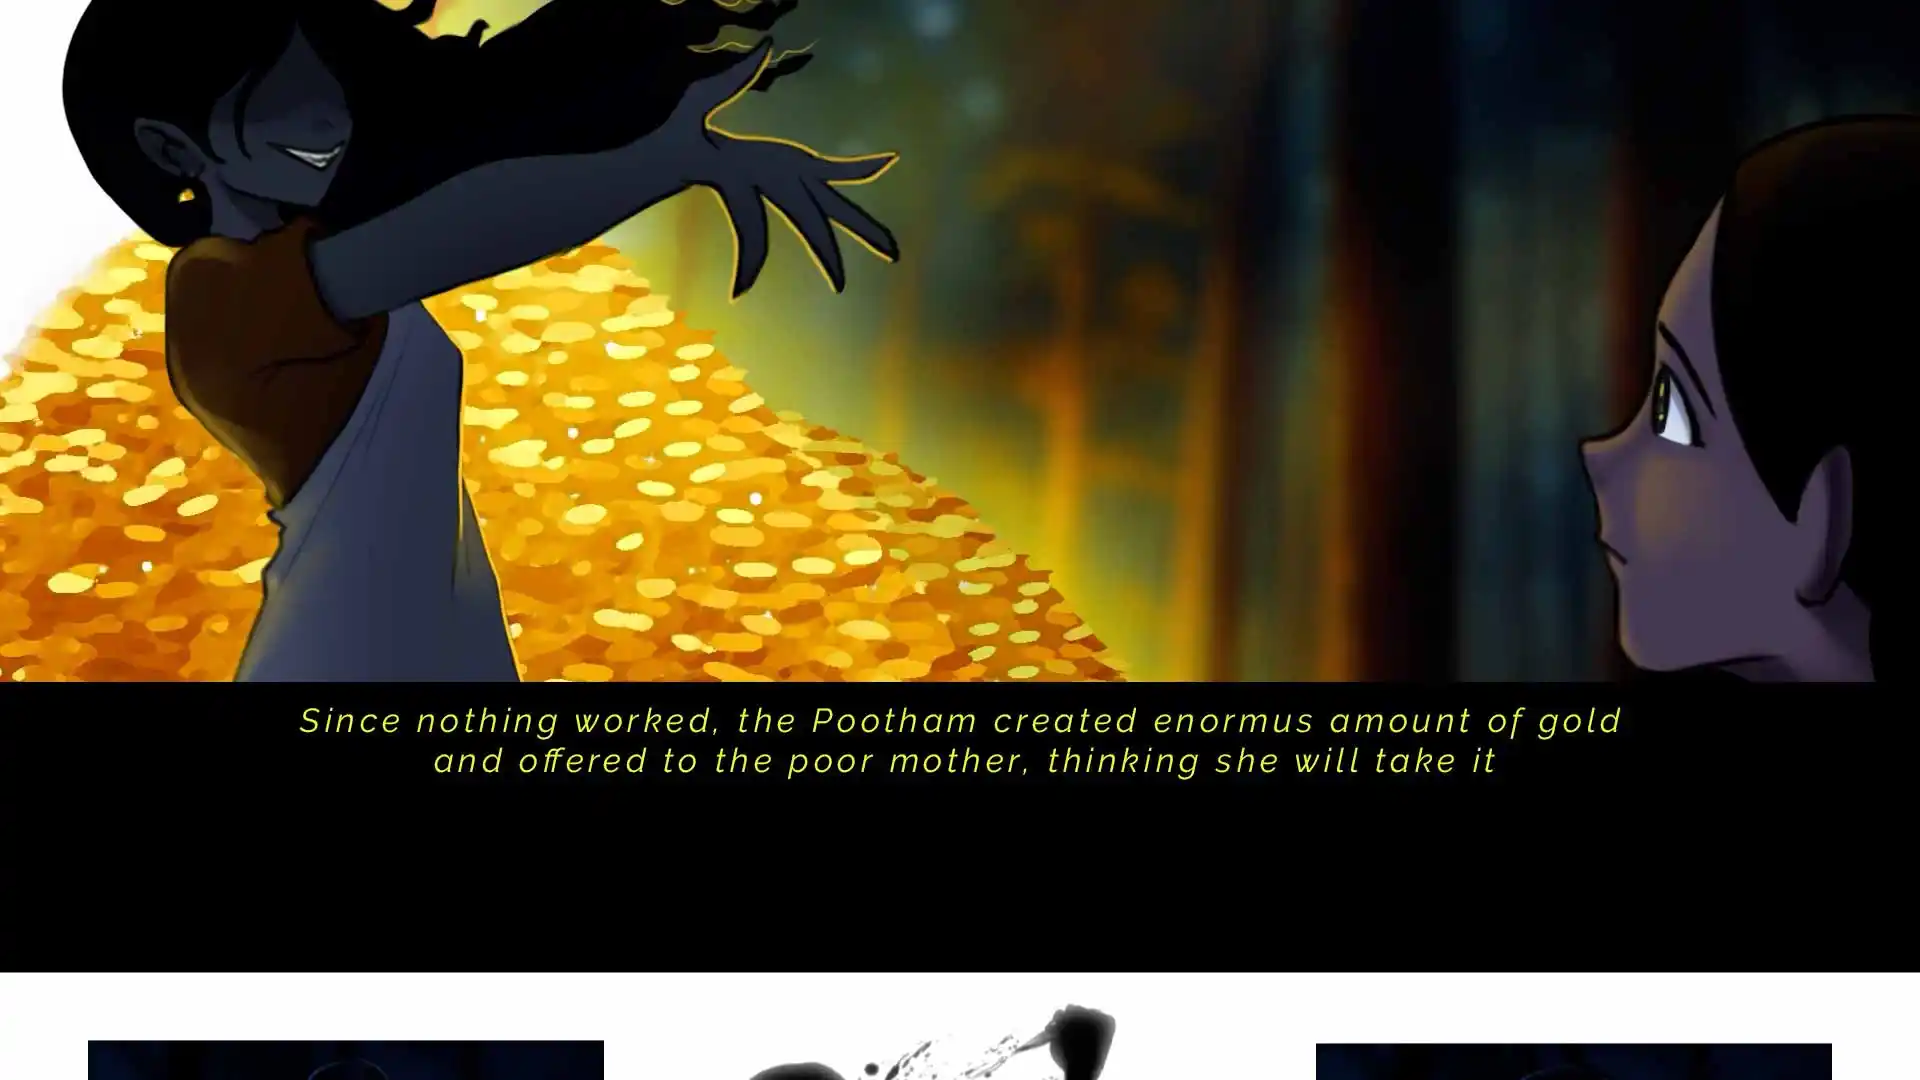 Since nothing worked, the Pootham created enormus amount of gold
and offered to the poor mother, thinking she will take it